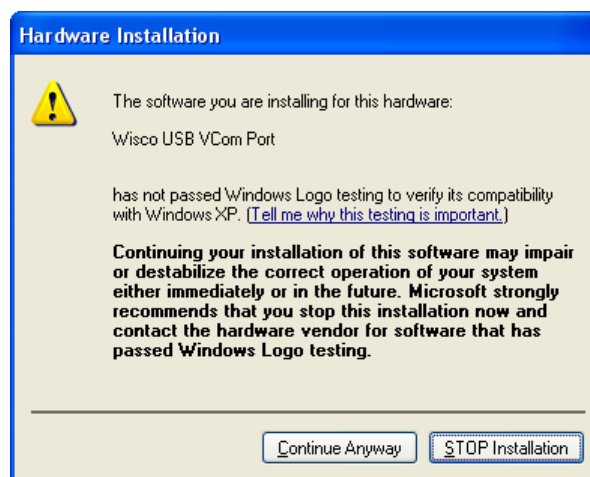 Hardware Installation
The software you are installing for this hardware:
Wisco USB VCom Port
has not passed Windows Logo testing to verify its compatibility
with Windows XP. (Tell me why this testing is important.)
Continuing your installation of this software may impair
or destabilize the correct operation of your system
either immediately or in the future. Microsoft strongly
recommends that you stop this installation now and
contact the hardware vendor for software that has
passed Windows Logo testing.
Continue Anyway
STOP Installation